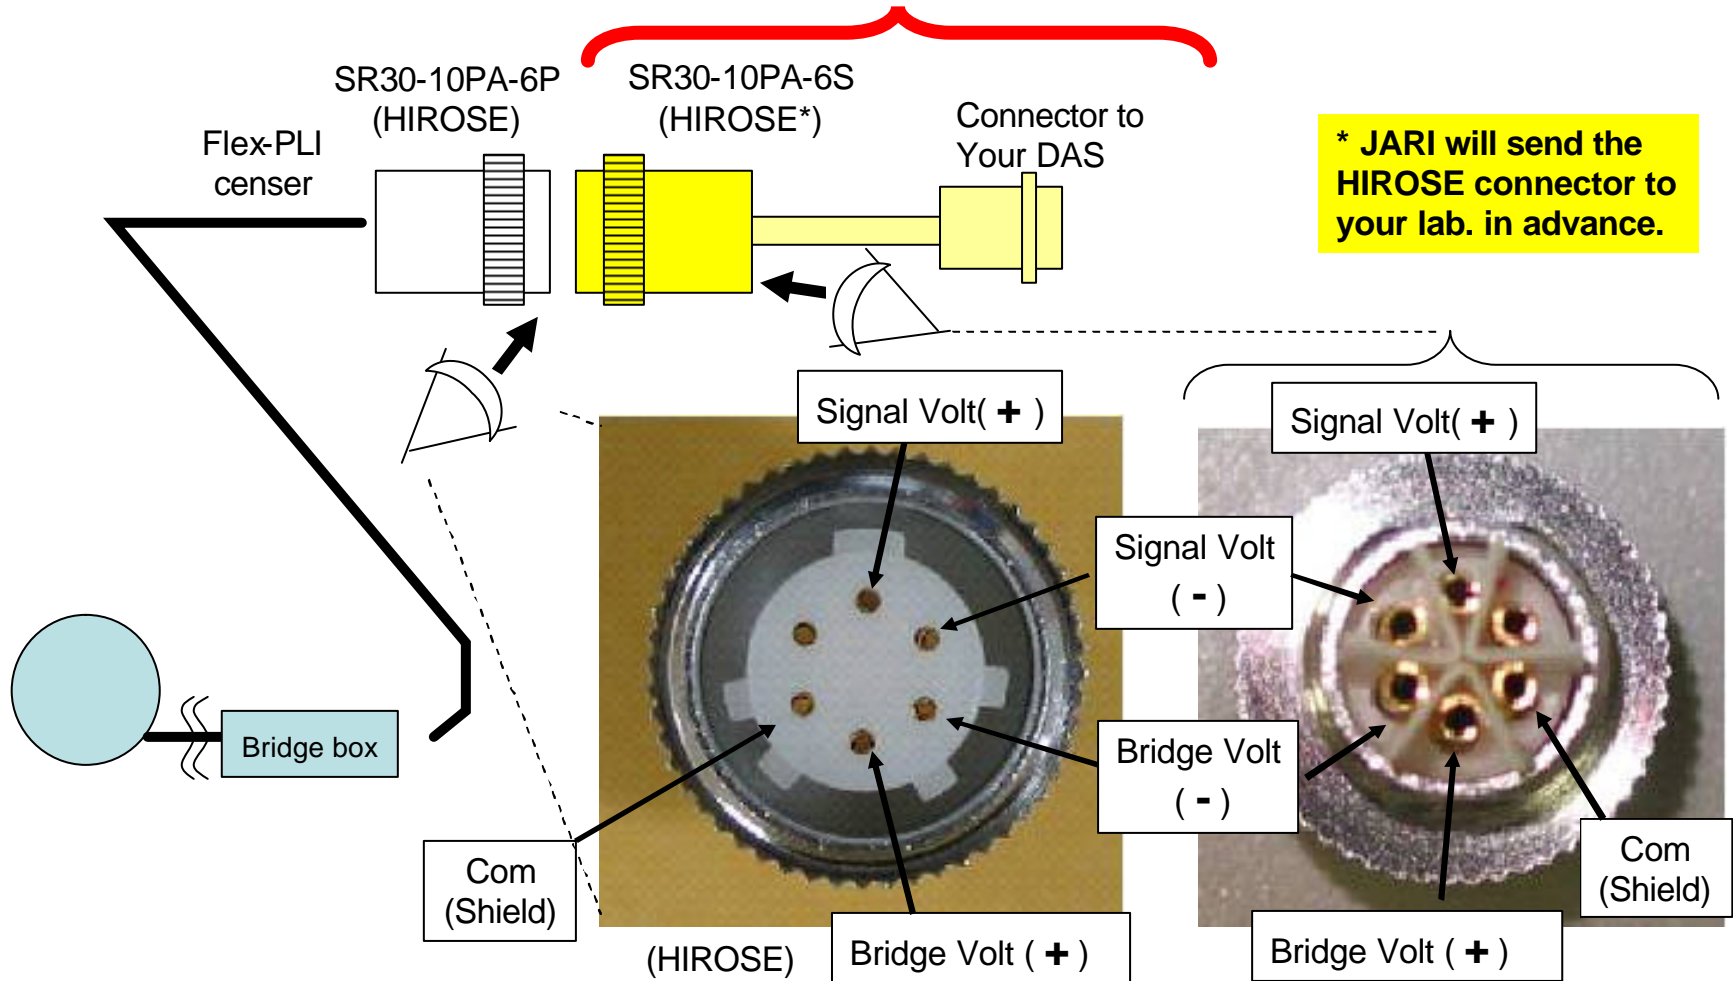 SR30-10PA-6P
(HIROSE)
SR30-10PA-6S
(HIROSE*)
Flex-PLI
censer
Connector to
Your DAS
* JARI will send the
HIROSE connector to
your lab. in advance.
Signal Volt( + )
Signal Volt( + )
Signal Volt
( - )
Bridge box
Bridge Volt
( - )
Com
(Shield)
Com
(Shield)
(HIROSE)
Bridge Volt ( + )
Bridge Volt ( + )